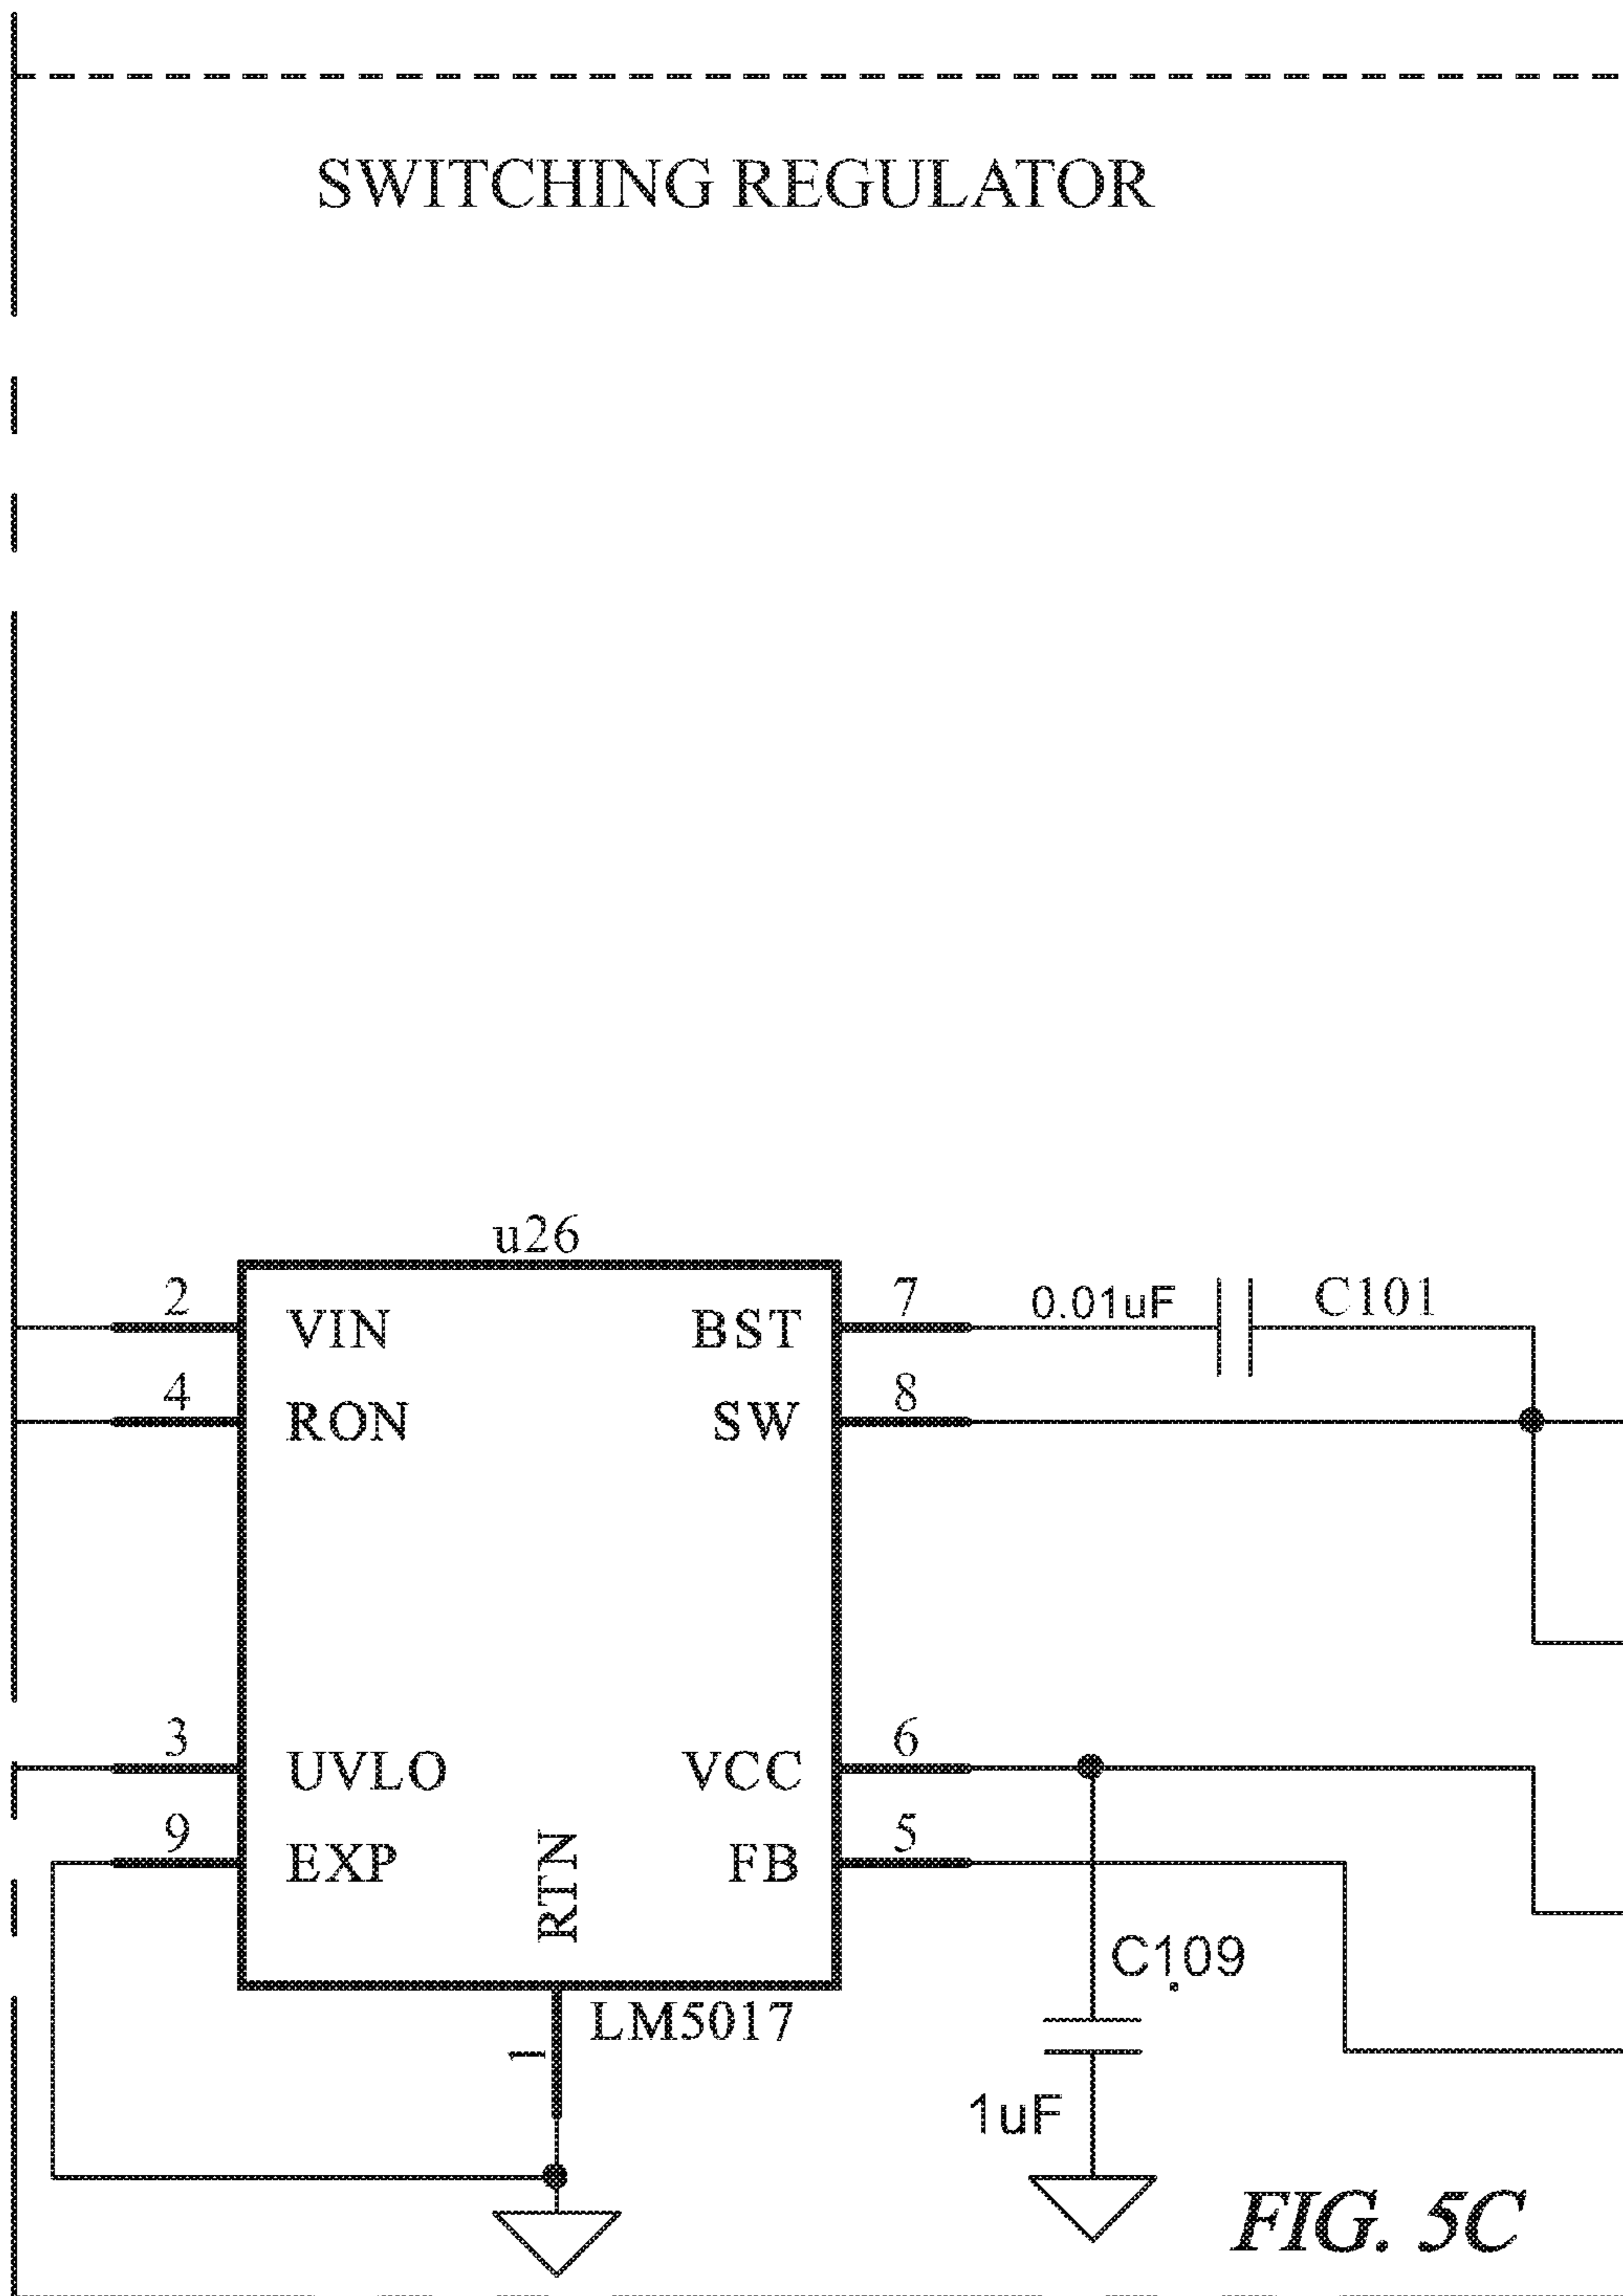 SWITCHING REGULATOR
u26
2 VIN BST 7 0.01uF C101
4 RON SW 8
3 UVLO VCC 6
9 EXP RTN FB 5
C109
1 LM5017
1uF
FIG. 5C